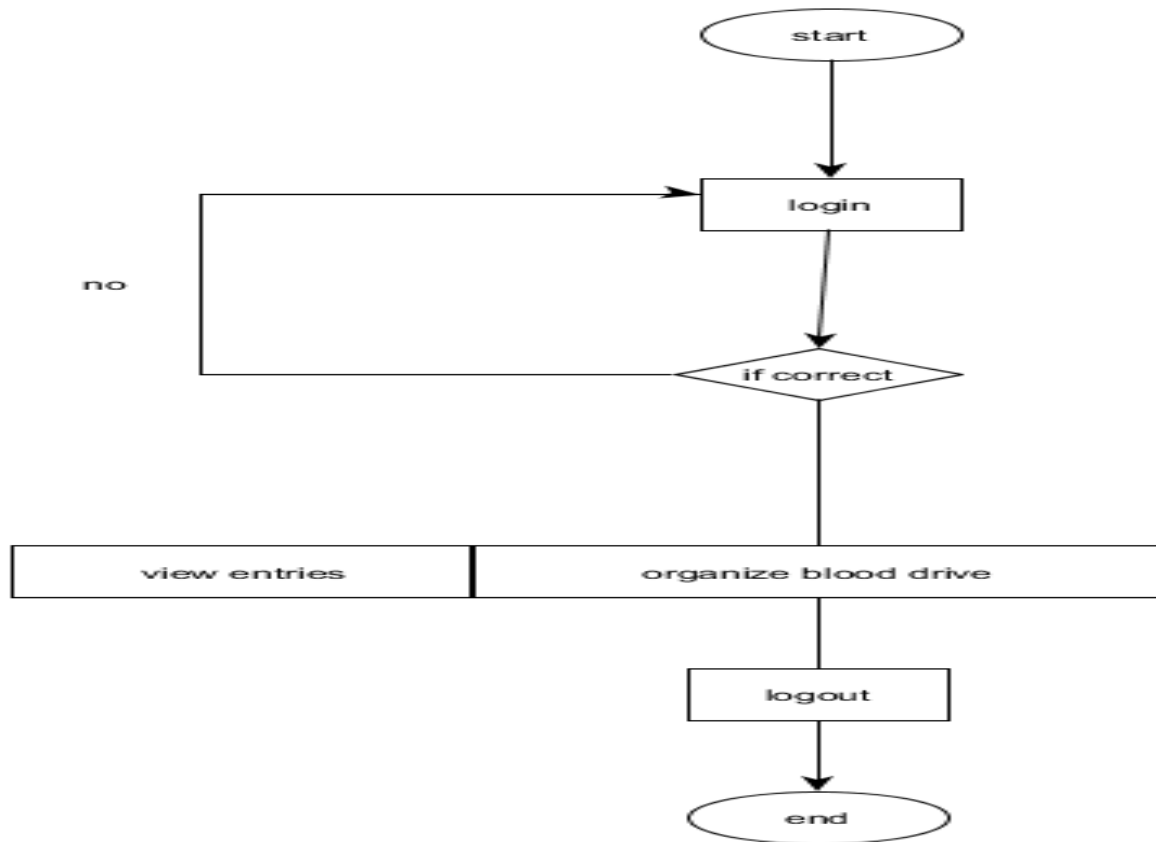 start
login
no
if correct
view entries
organize blood drive
logout
end